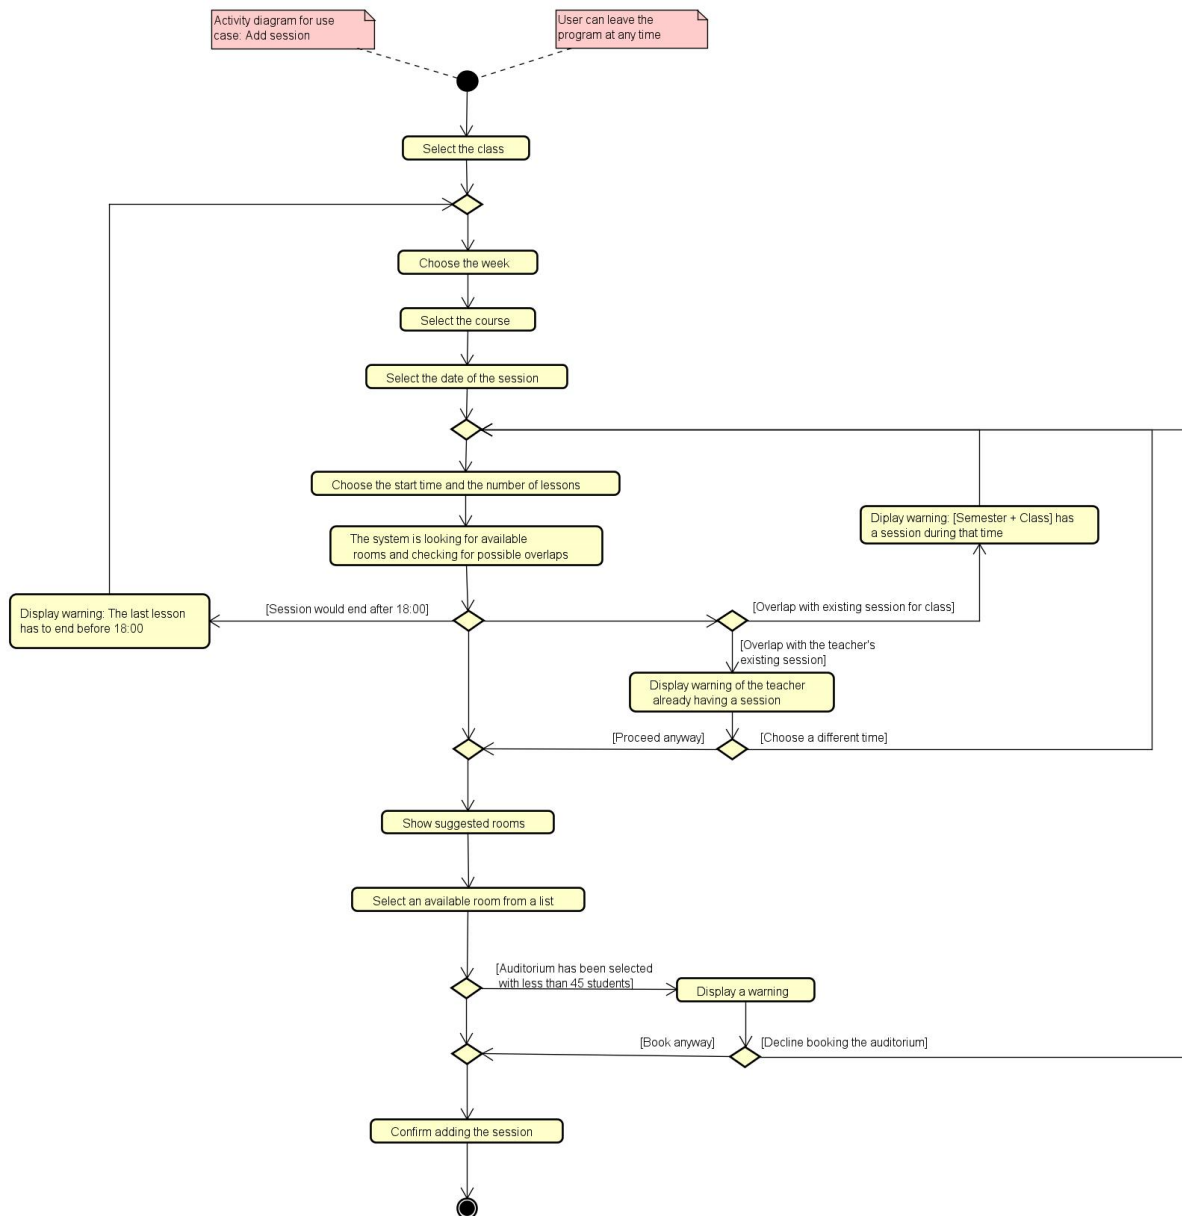 Activity diagram for use
case: Add session
User can leave the
program at any time
Select the class
Choose the week
Select the course
Select the date of the session
Choose the start time and the number of lessons
The system is looking for available
rooms and checking for possible overlaps
Diplay warning: [Semester + Class] has
a session during that time
Display warning: The last lesson
has to end before 18:00
[Session would end after 18:00]
[Overlap with existing session for class]
[Overlap with the teacher's
existing session]
Display warning of the teacher
already having a session
[Proceed anyway]
[Choose a different time]
Show suggested rooms
Select an available room from a list
[Auditorium has been selected
with less than 45 students]
Display a warning
[Book anyway]
[Decline booking the auditorium]
Confirm adding the session